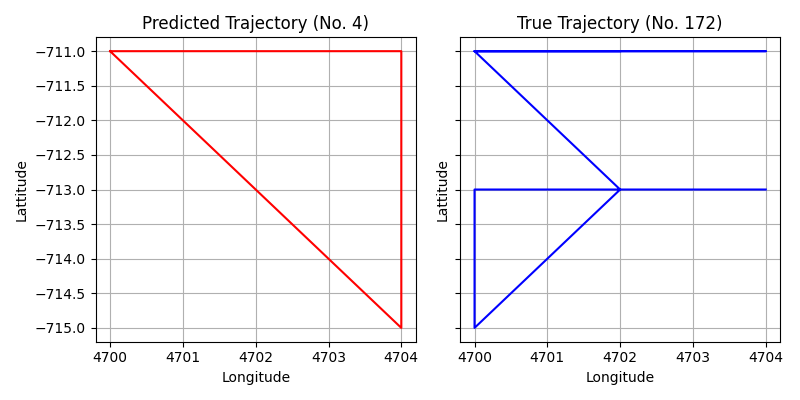 Predicted Trajectory (No. 4)
True Trajectory (No. 172)
−711.0
−711.5
−712.0
−712.5
−713.0
−713.5
−714.0
−714.5
−715.0
Lattitude
Lattitude
4700 4701 4702 4703 4704
4700 4701 4702 4703 4704
Longitude
Longitude